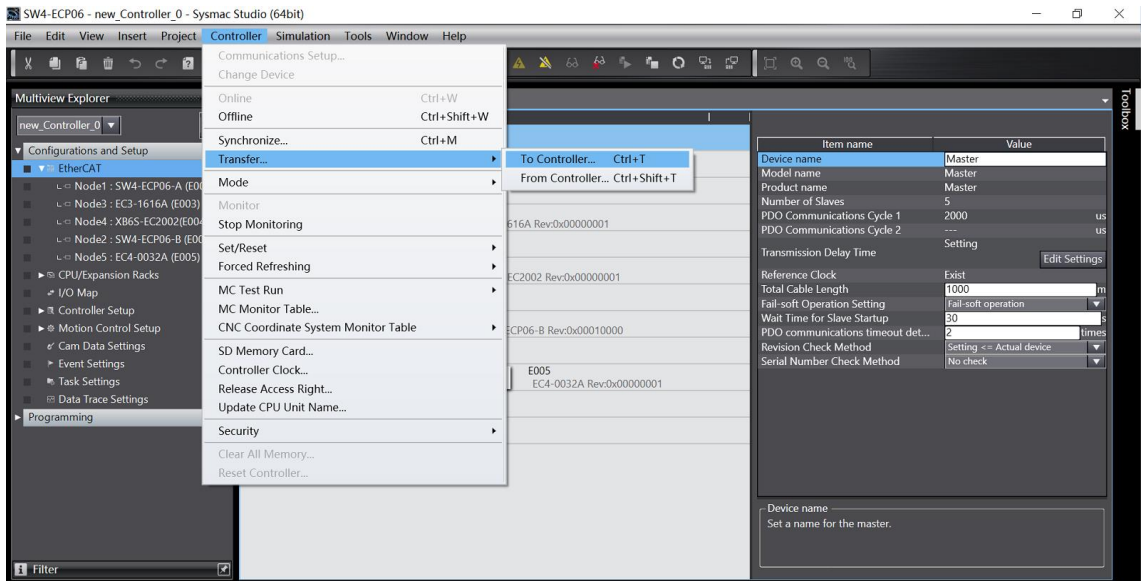 SW4-ECP06 - new_Controller_0 - Sysmac Studio (64bit)
File Edit View Insert Project Controller Simulation Tools Window Help
Multiview Explorer
new_Controller_0
Configurations and Setup
EtherCAT
Node1 : SW4-ECP06-A (E00
Node3 : EC3-1616A (E003)
Node4 : XB6S-EC2002(E004
Node2 : SW4-ECP06-B (E00
Node5 : EC4-0032A (E005)
CPU/Expansion Racks
I/O Map
Controller Setup
Motion Control Setup
Cam Data Settings
Event Settings
Task Settings
Data Trace Settings
Programming
Filter
Communications Setup...
Change Device
Online Ctrl+W
Offline Ctrl+Shift+W
Synchronize... Ctrl+M
Transfer...
Mode
Monitor
Stop Monitoring
Set/Reset
Forced Refreshing
MC Test Run
MC Monitor Table...
CNC Coordinate System Monitor Table
SD Memory Card...
Controller Clock...
Release Access Right...
Update CPU Unit Name...
Security
Clear All Memory...
Reset Controller...
To Controller... Ctrl+T
From Controller... Ctrl+Shift+T
616A Rev:0x00000001
EC2002 Rev:0x00000001
ECP06-B Rev:0x00010000
E005
EC4-0032A Rev:0x00000001
Item name Value
Device name Master
Model name Master
Product name Master
Number of Slaves 5
PDO Communications Cycle 1 2000 us
PDO Communications Cycle 2 --- us
Transmission Delay Time Setting
Edit Settings
Reference Clock Exist
Total Cable Length 1000 m
Fail-soft Operation Setting Fail-soft operation
Wait Time for Slave Startup 30 s
PDO communications timeout det... 2 times
Revision Check Method Setting <= Actual device
Serial Number Check Method No check
Device name
Set a name for the master.
Toolbox